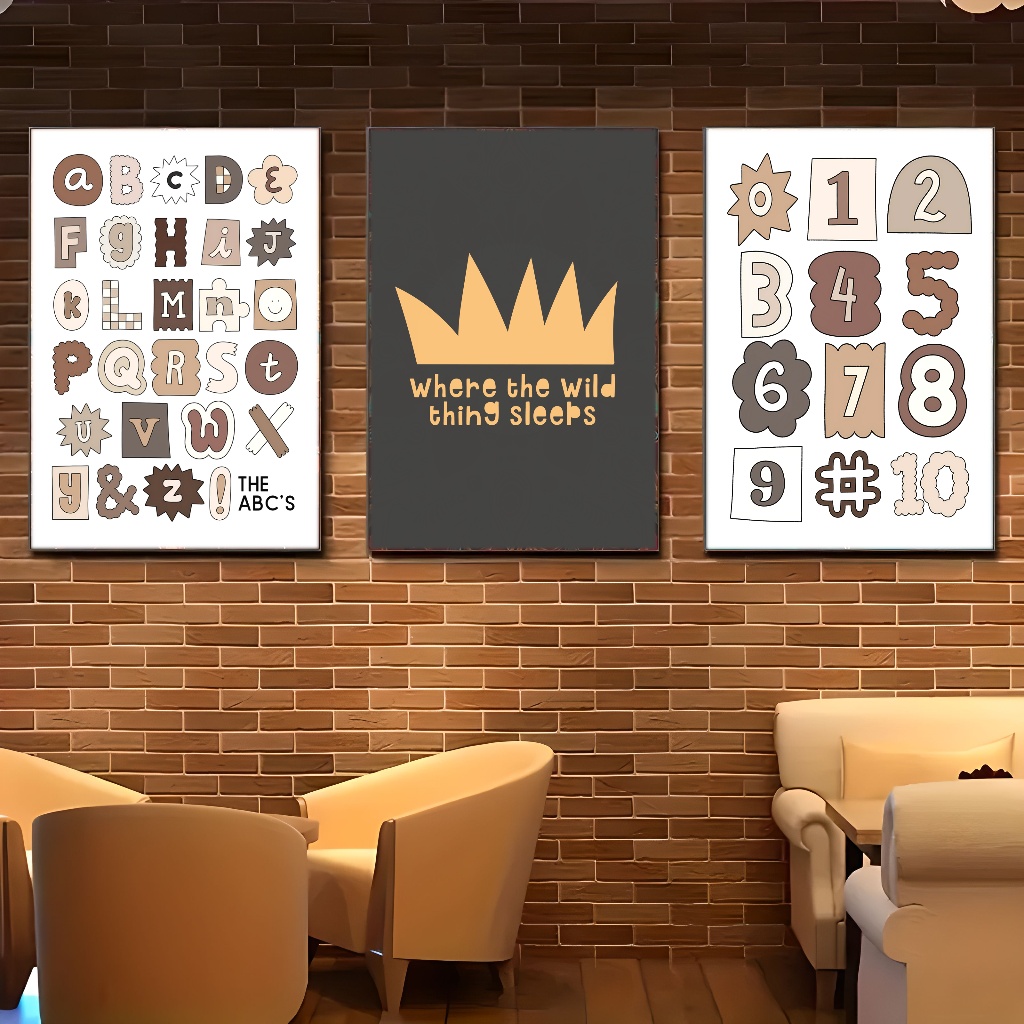 a B c D E
F g H i J
k L M n
P Q R S t
U V W X
y & z ! THE
ABC'S
where the wild
thing sleeps
0 1 2
3 4 5
6 7 8
9 # 10